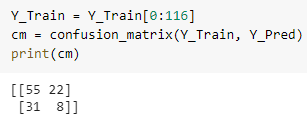 Y_Train = Y_Train[0:116]
cm = confusion_matrix(Y_Train, Y_Pred)
print(cm)
[[55 22]
 [31  8]]